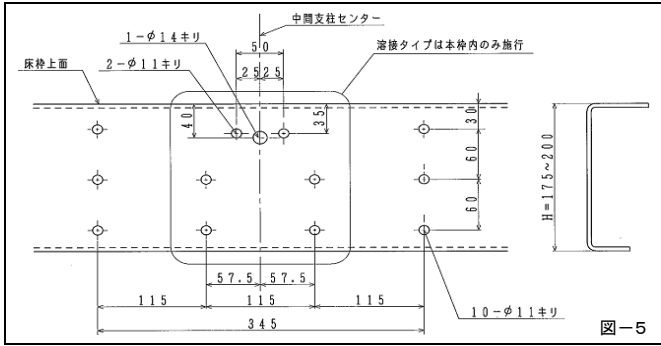 中間支柱センター
1-φ14キリ
50
溶接タイプは本枠内のみ施行
床枠上面
2-φ11キリ
25 25
40
35
30
60
60
H=175~200
57.5 57.5
115 115 115
345
10-φ11キリ
図-5